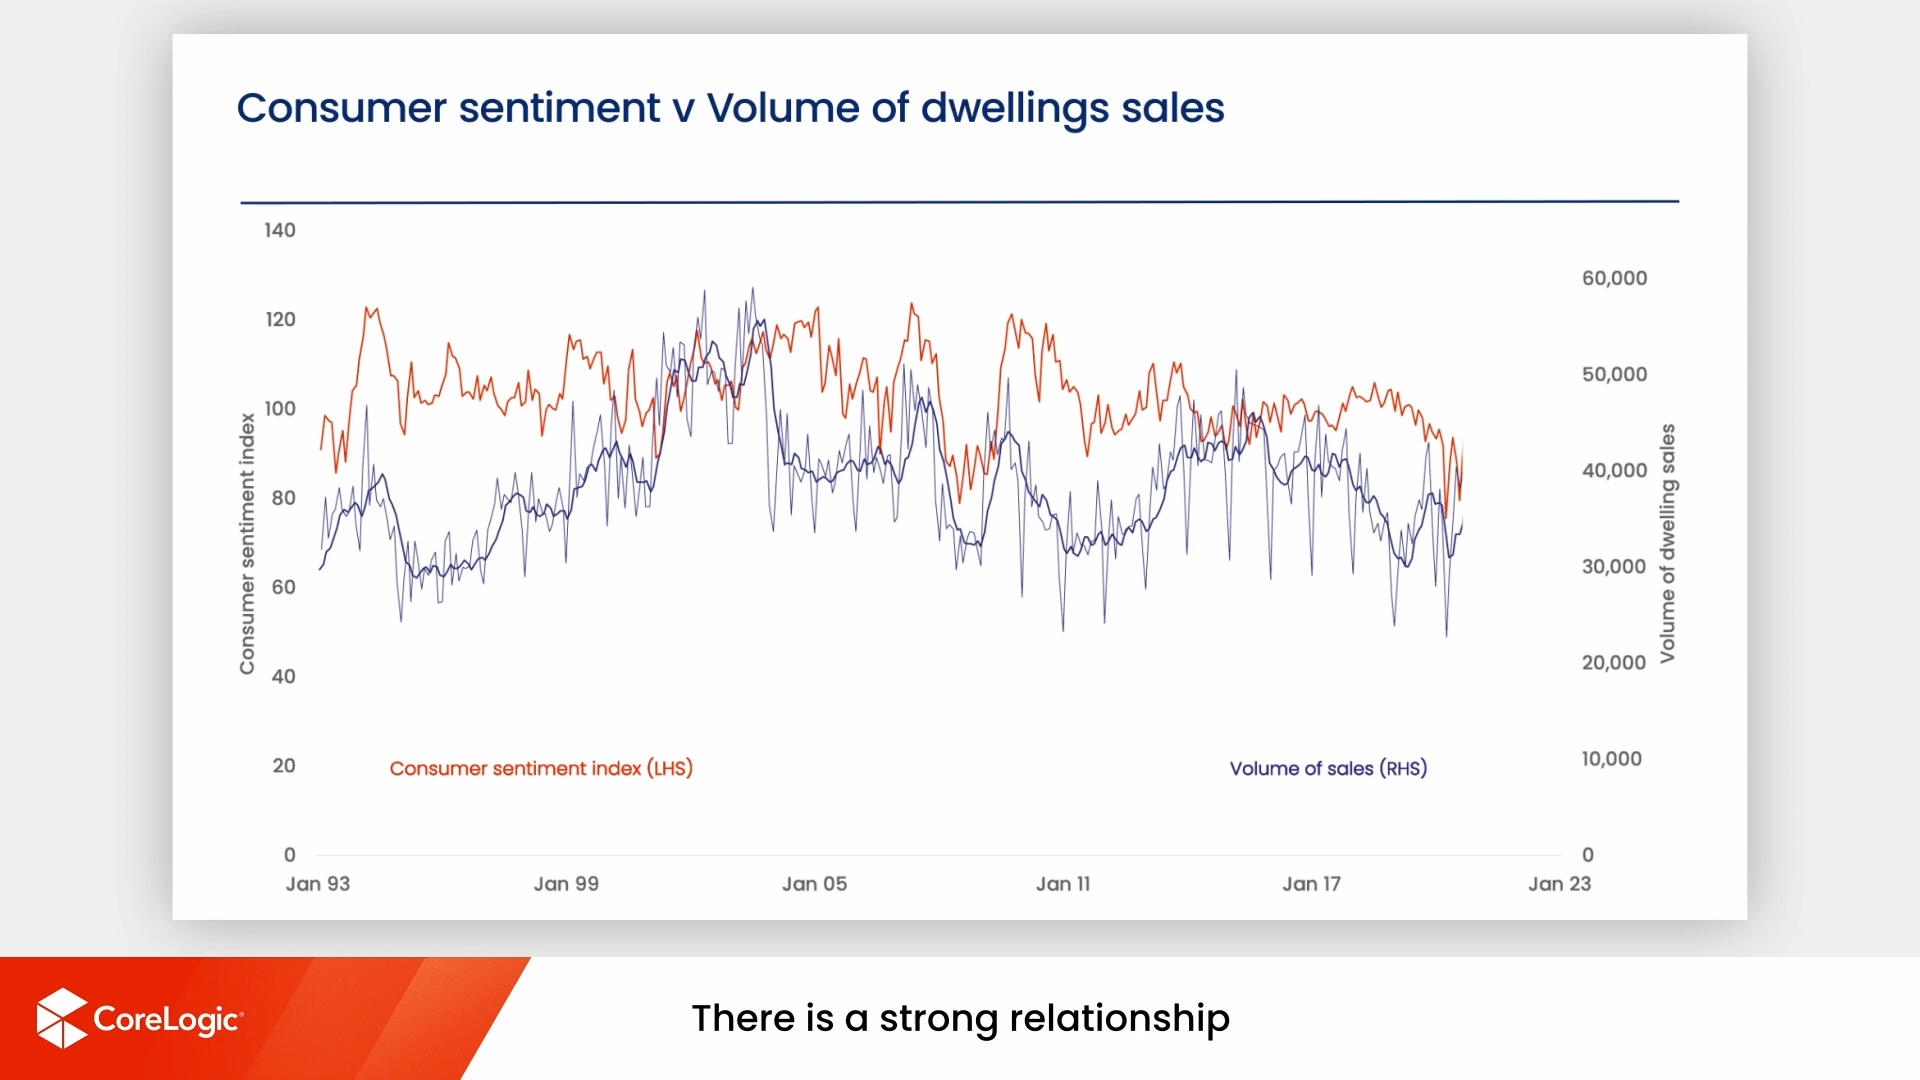 Consumer sentiment v Volume of dwellings sales
140
120
100
80
60
40
20
0
Consumer sentiment index
60,000
50,000
40,000
30,000
20,000
10,000
0
Volume of dwelling sales
Consumer sentiment index (LHS)
Volume of sales (RHS)
Jan 93
Jan 99
Jan 05
Jan 11
Jan 17
Jan 23
CoreLogic
There is a strong relationship